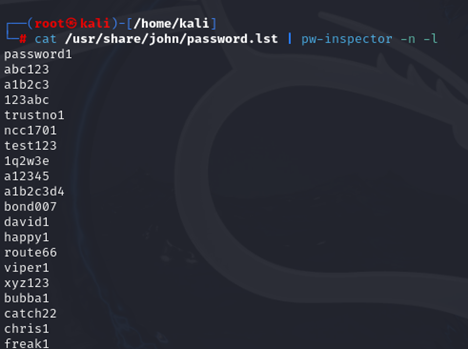 ┌──(root㉿kali)-[/home/kali]
└─# cat /usr/share/john/password.lst | pw-inspector -n -l
password1
abc123
a1b2c3
123abc
trustno1
ncc1701
test123
1q2w3e
a12345
a1b2c3d4
bond007
david1
happy1
route66
viper1
xyz123
bubba1
catch22
chris1
freak1